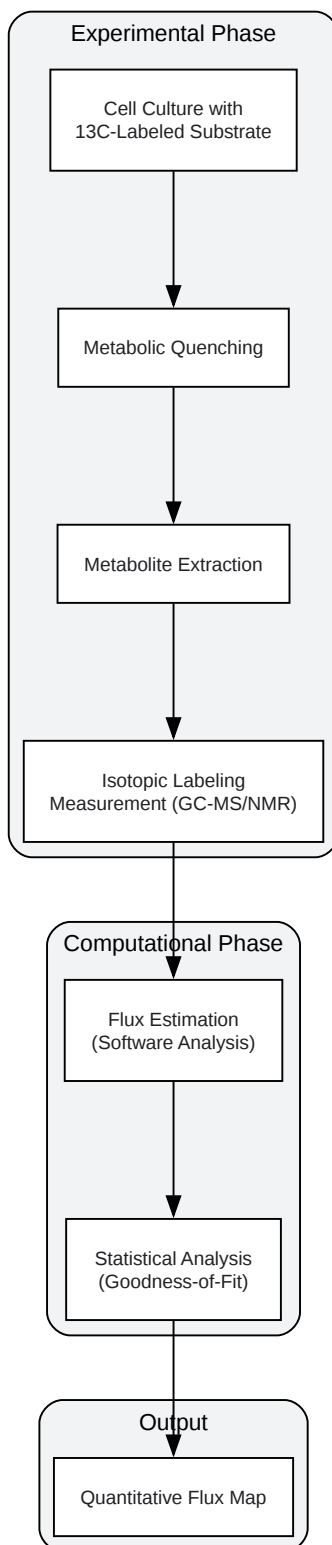 Experimental Phase
Cell Culture with
13C-Labeled Substrate
Metabolic Quenching
Metabolite Extraction
Isotopic Labeling
Measurement (GC-MS/NMR)
Computational Phase
Flux Estimation
(Software Analysis)
Statistical Analysis
(Goodness-of-Fit)
Output
Quantitative Flux Map